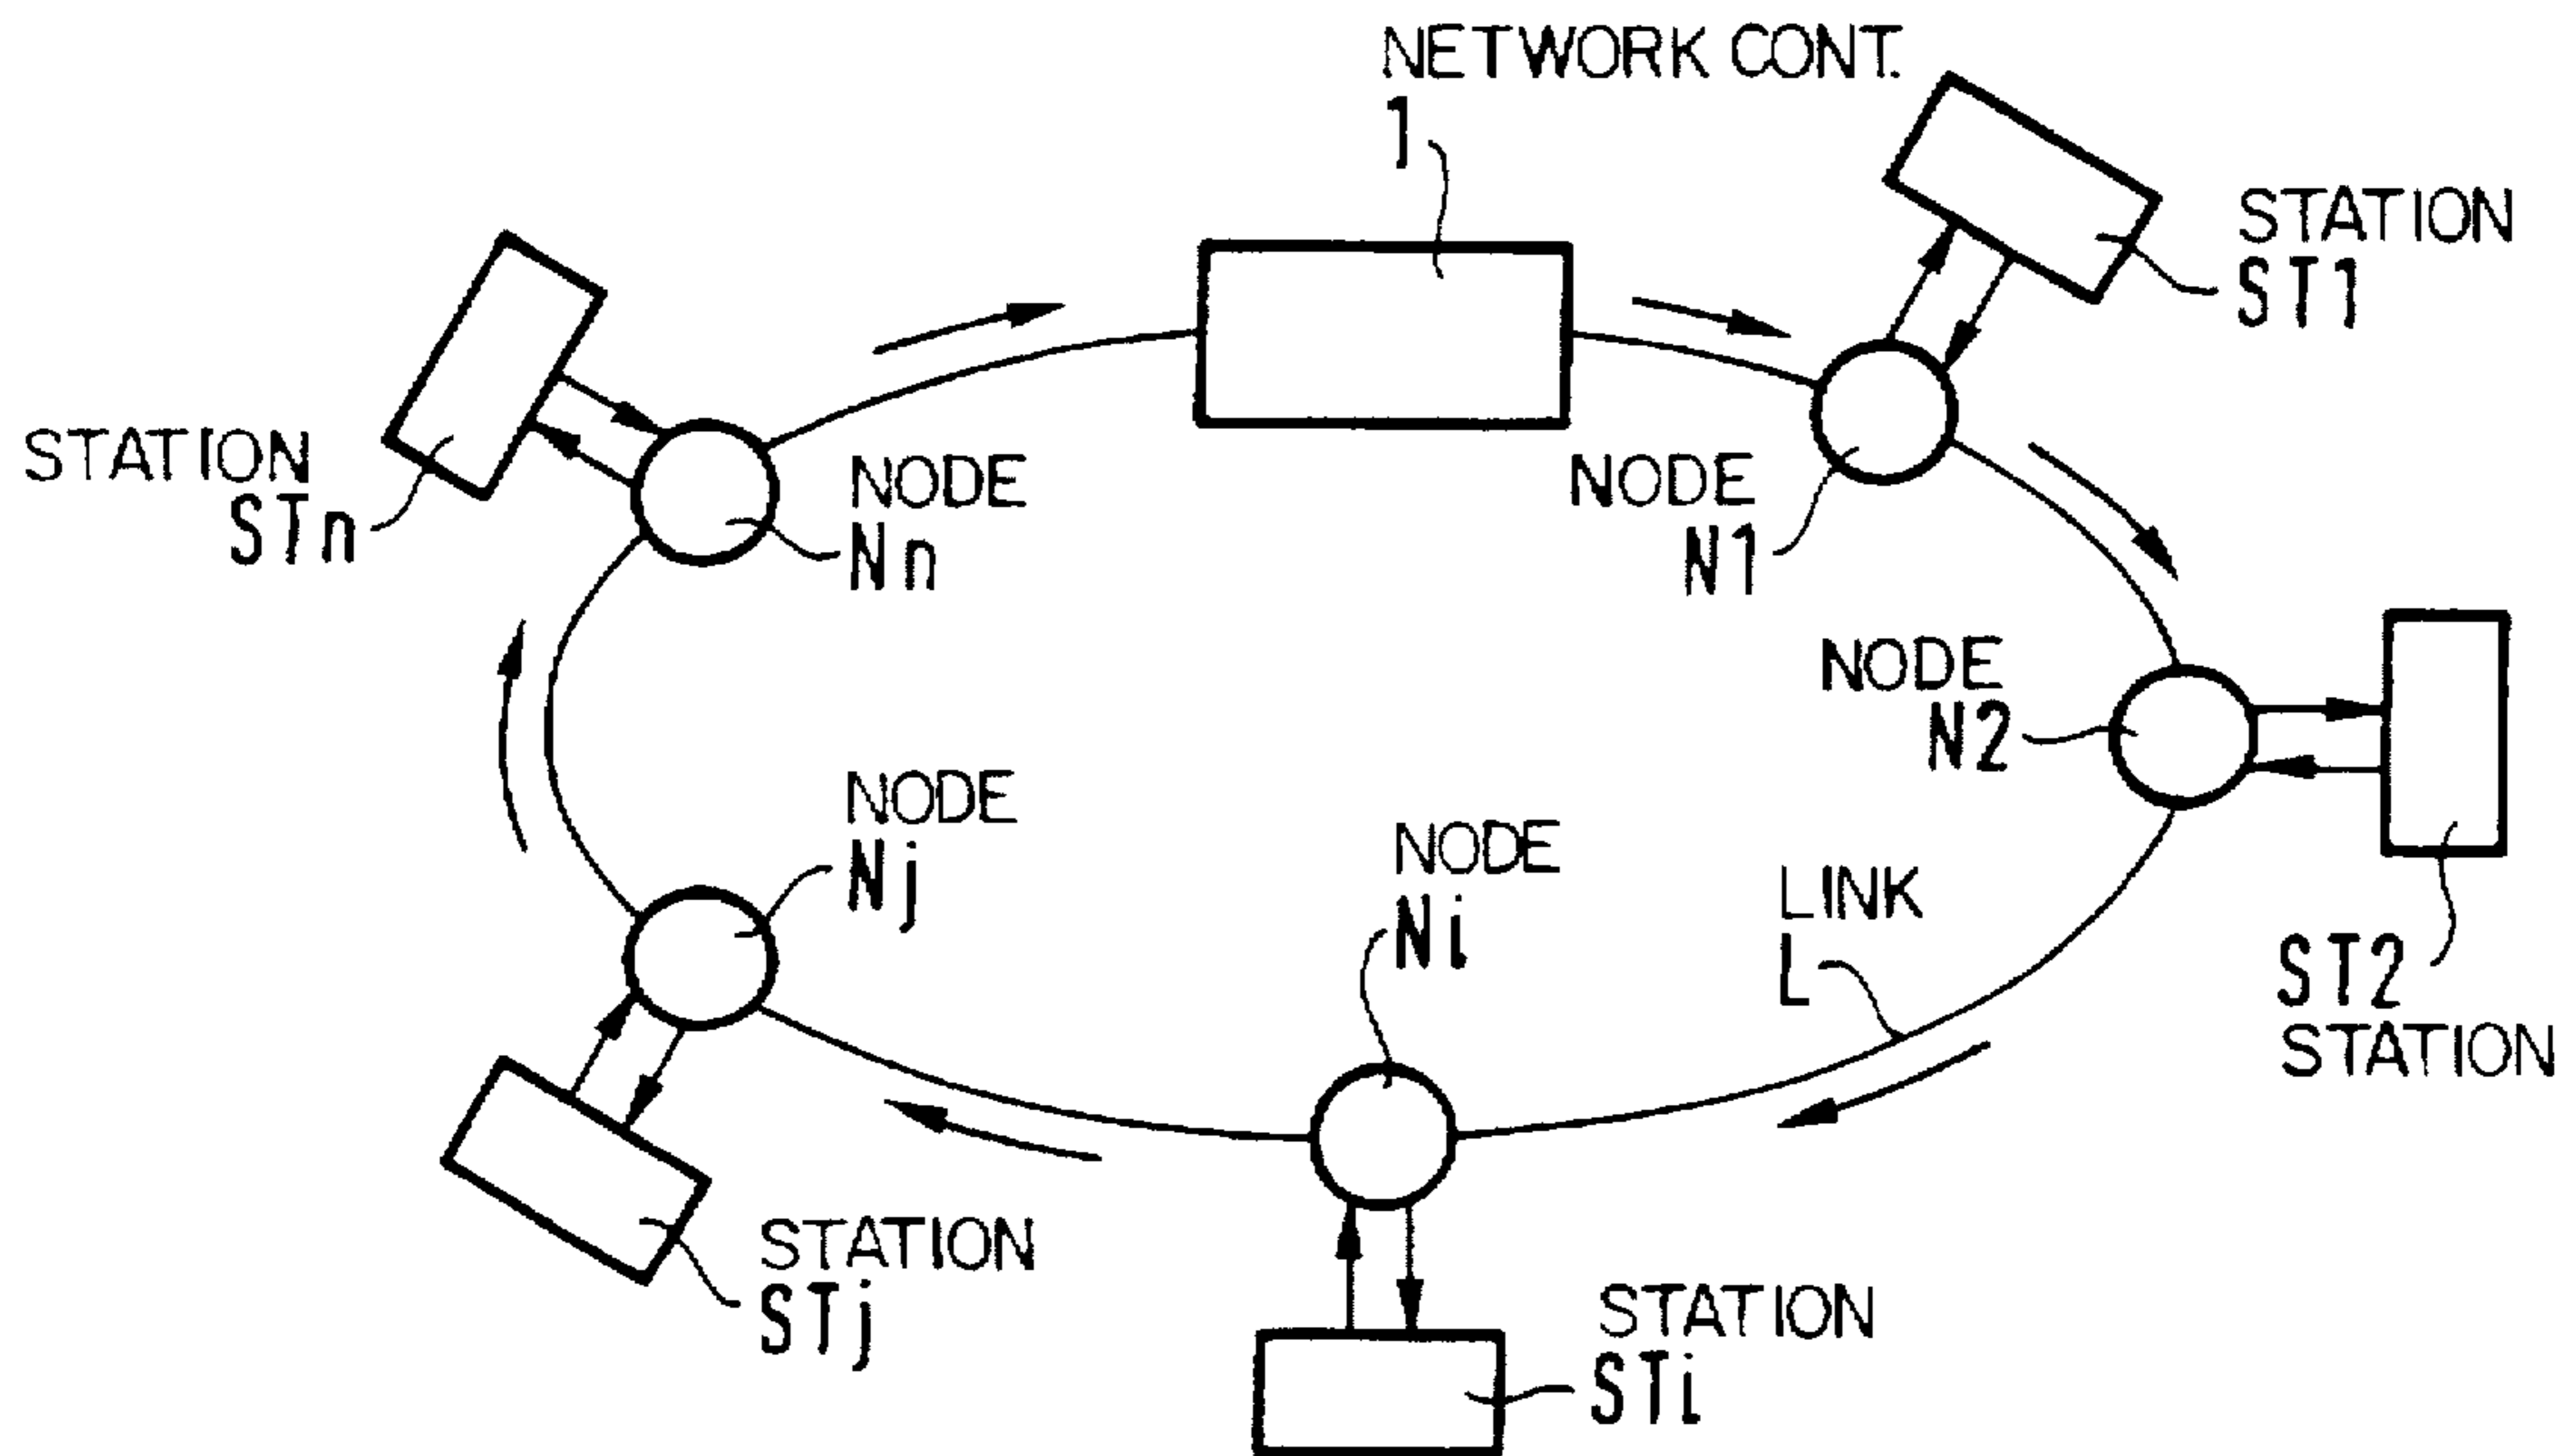 NETWORK CONT.
1
STATION
ST1
STATION
STn
NODE
Nn
NODE
N1
NODE
N2
NODE
Nj
NODE
Ni
LINK
L
ST2
STATION
STATION
STj
STATION
STi